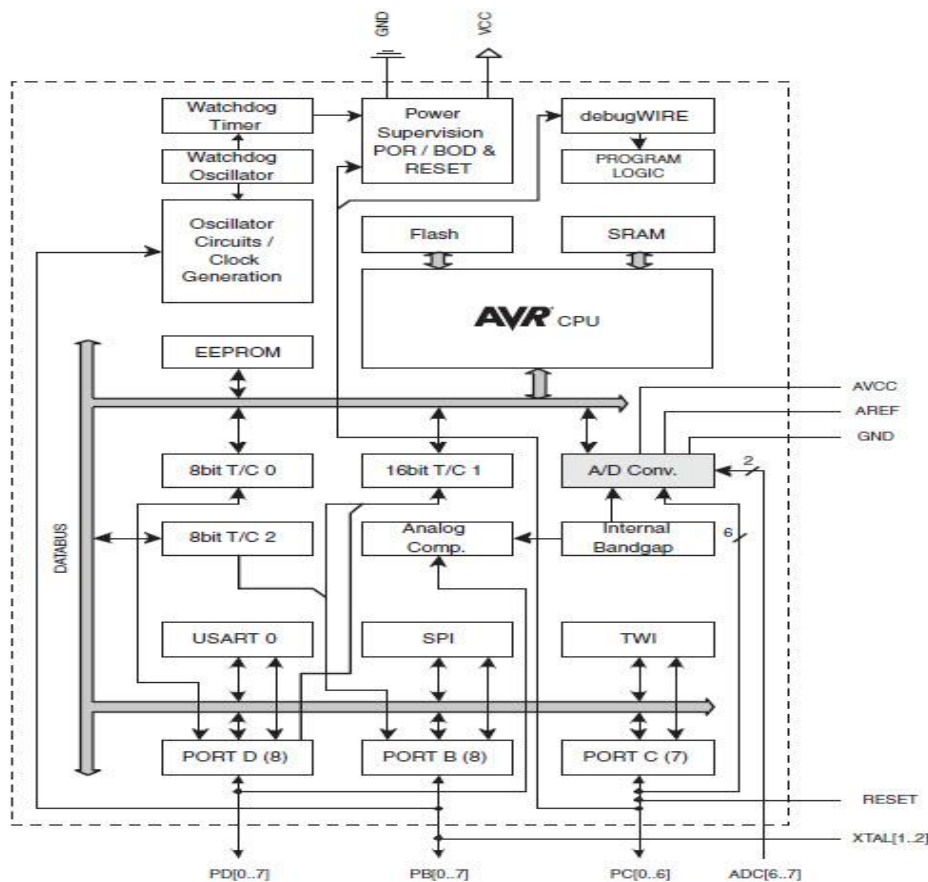 GND
VCC
Watchdog
Timer
Power
Supervision
POR / BOD &
RESET
debugWIRE
Watchdog
Oscillator
PROGRAM
LOGIC
Oscillator
Circuits /
Clock
Generation
Flash
SRAM
AVR CPU
EEPROM
AVCC
AREF
GND
8bit T/C 0
16bit T/C 1
A/D Conv.
2
DATABUS
8bit T/C 2
Analog
Comp.
Internal
Bandgap
6
USART 0
SPI
TWI
PORT D (8)
PORT B (8)
PORT C (7)
RESET
XTAL[1..2]
PD[0..7]
PB[0..7]
PC[0..6]
ADC[6..7]